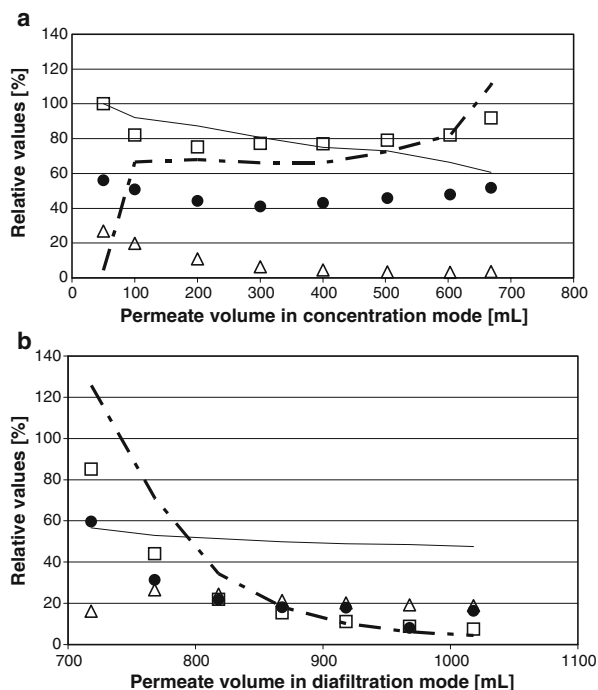 a
140
120
100
80
60
40
20
0
0 100 200 300 400 500 600 700 800
Relative values [%]
Permeate volume in concentration mode [mL]
b
140
120
100
80
60
40
20
0
700 800 900 1000 1100
Relative values [%]
Permeate volume in diafiltration mode [mL]